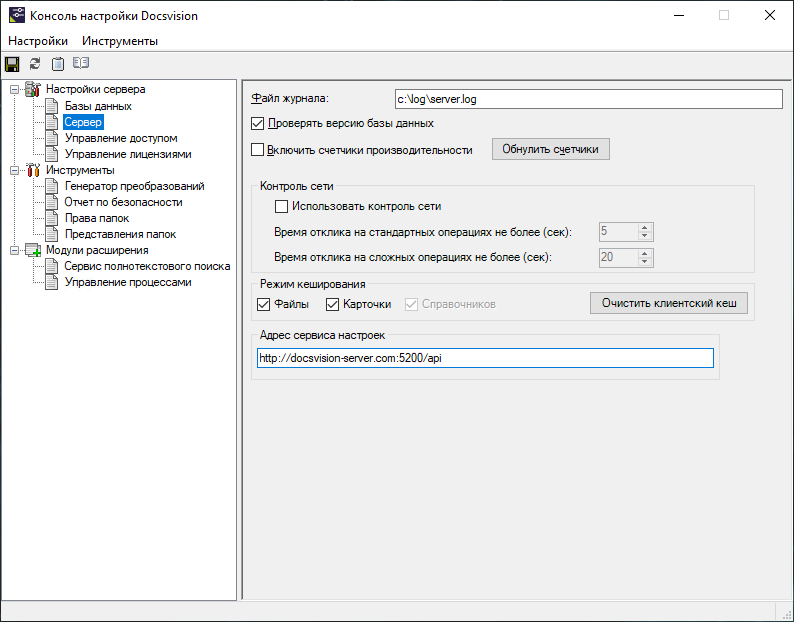 Консоль настройки Docsvision
Настройки Инструменты
Настройки сервера
Базы данных
Сервер
Управление доступом
Управление лицензиями
Инструменты
Генератор преобразований
Отчет по безопасности
Права папок
Представления папок
Модули расширения
Сервис полнотекстового поиска
Управление процессами
Файл журнала: c:\log\server.log
Проверять версию базы данных
Включить счетчики производительности Обнулить счетчики
Контроль сети
Использовать контроль сети
Время отклика на стандартных операциях не более (сек): 5
Время отклика на сложных операциях не более (сек): 20
Режим кеширования
Файлы Карточки Справочников Очистить клиентский кеш
Адрес сервиса настроек
http://docsvision-server.com:5200/api